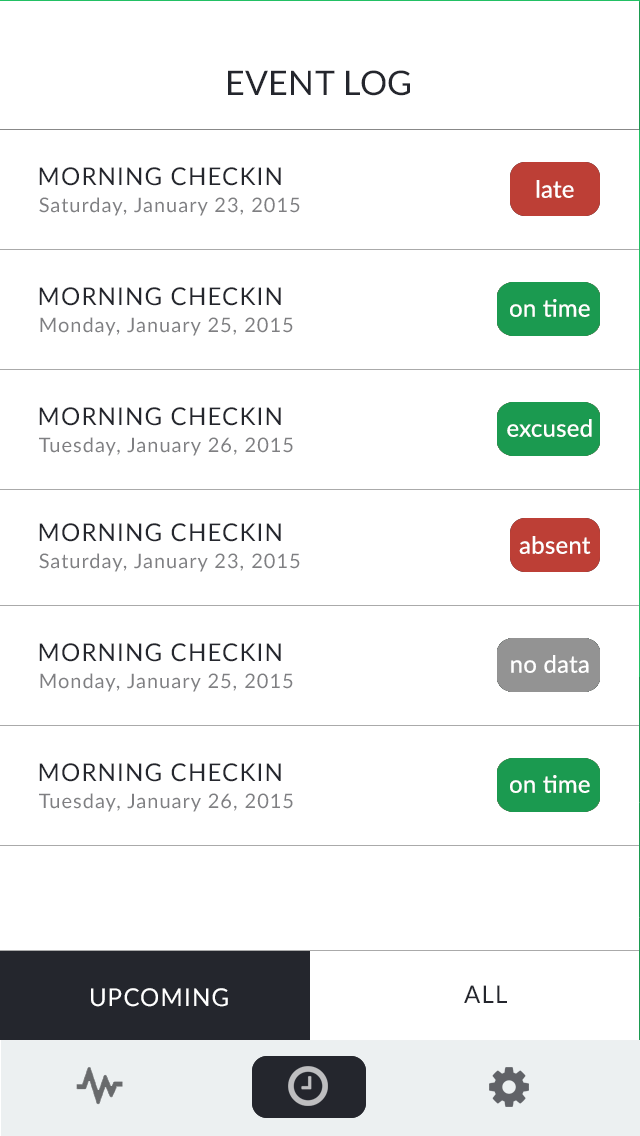 EVENT LOG
MORNING CHECKIN
late
Saturday, January 23, 2015
MORNING CHECKIN
on time
Monday, January 25, 2015
MORNING CHECKIN
excused
Tuesday, January 26, 2015
MORNING CHECKIN
absent
Saturday, January 23, 2015
MORNING CHECKIN
no data
Monday, January 25, 2015
MORNING CHECKIN
on time
Tuesday, January 26, 2015
UPCOMING
ALL